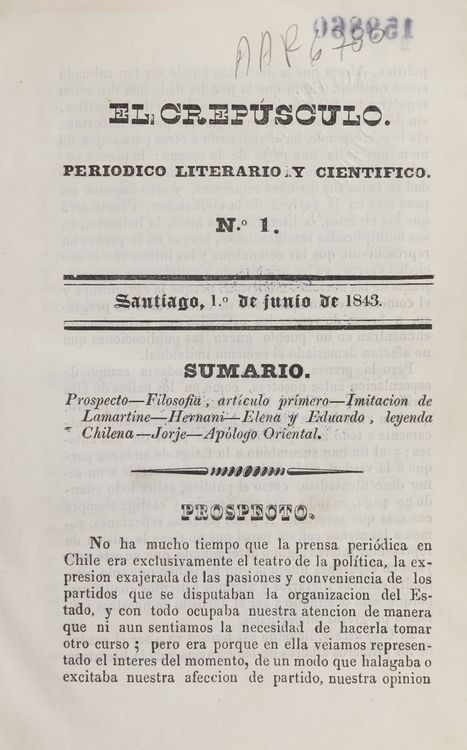 159860
AAR6700
EL CREPÚSCULO.
PERIODICO LITERARIO Y CIENTIFICO.
N.º 1.
Santiago, 1.º de junio de 1843.
SUMARIO.
Prospecto—Filosofía, artículo primero—Imitacion de
Lamartine—Hernani—Elena y Eduardo, leyenda
Chilena—Jorje—Apólogo Oriental.
PROSPECTO.
No ha mucho tiempo que la prensa periódica en
Chile era exclusivamente el teatro de la política, la ex-
presion exajerada de las pasiones y conveniencia de los
partidos que se disputaban la organizacion del Es-
tado, y con todo ocupaba nuestra atencion de manera
que ni aun sentiamos la necesidad de hacerla tomar
otro curso; pero era porque en ella veiamos represen-
tado el interes del momento, de un modo que halagaba o
excitaba nuestra afeccion de partido, nuestra opinion